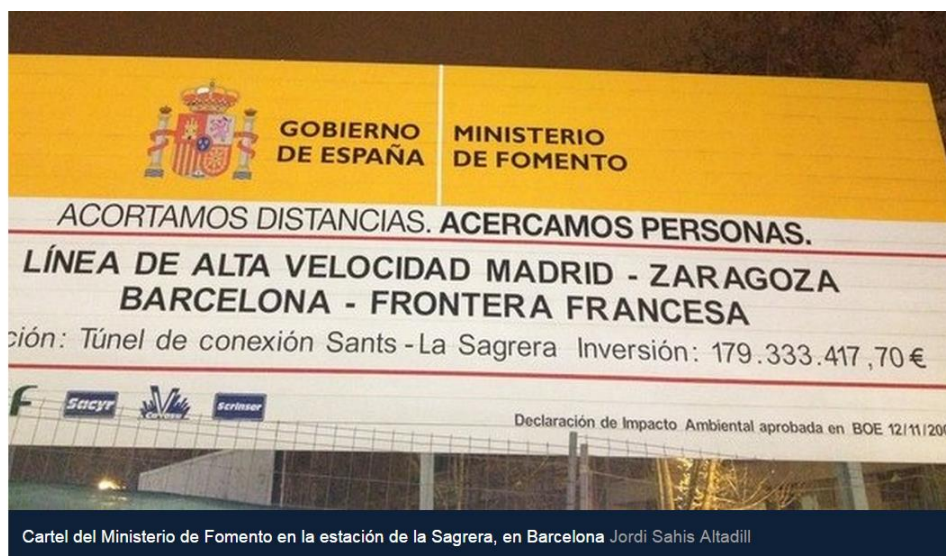 GOBIERNO
DE ESPAÑA
MINISTERIO
DE FOMENTO
ACORTAMOS DISTANCIAS. ACERCAMOS PERSONAS.
LÍNEA DE ALTA VELOCIDAD MADRID - ZARAGOZA
BARCELONA - FRONTERA FRANCESA
ción: Túnel de conexión Sants - La Sagrera Inversión: 179.333.417,70€
f Sacyr Cavosa Scrinser
Declaración de Impacto Ambiental aprobada en BOE 12/11/200
Cartel del Ministerio de Fomento en la estación de la Sagrera, en Barcelona Jordi Sahis Altadill